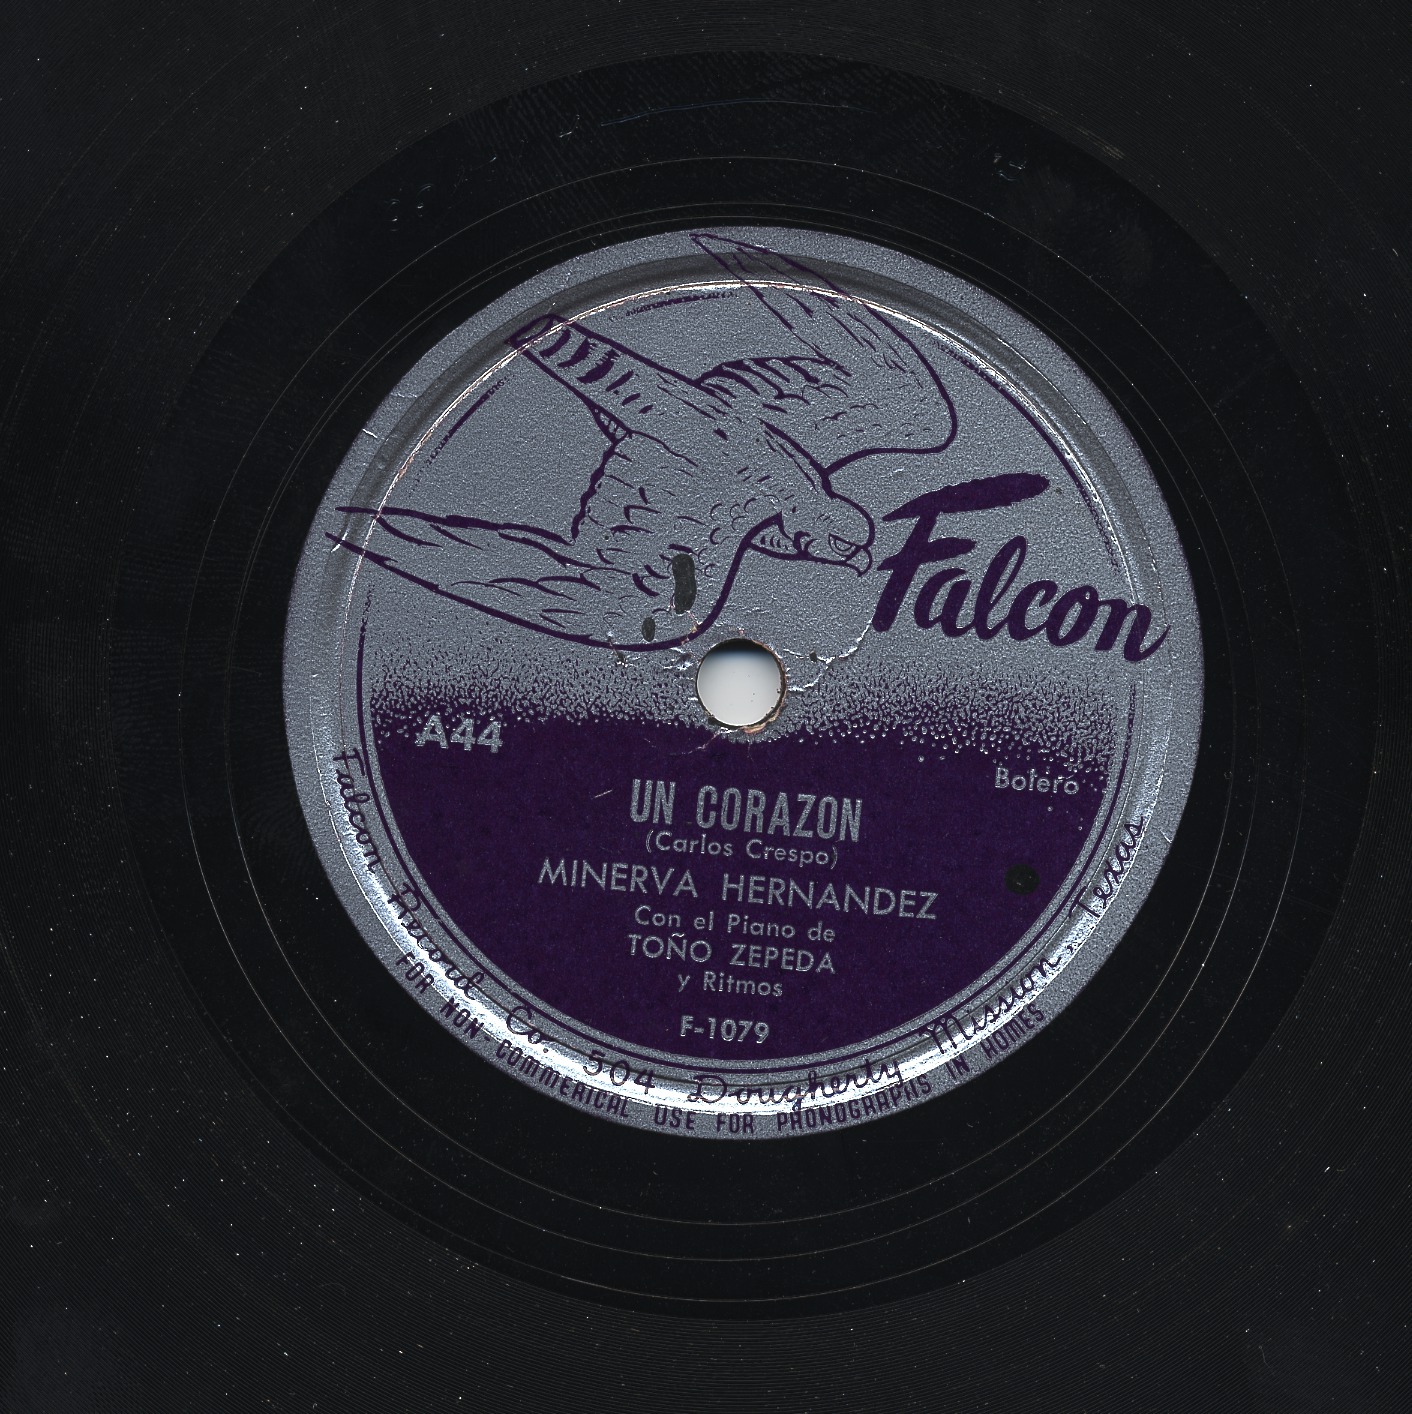 Falcon
A44
Bolero
UN CORAZON
(Carlos Crespo)
MINERVA HERNANDEZ
Con el Piano de
TOÑO ZEPEDA
y Ritmos
F-1079
Falcon Record Co. 504 Dougherty Mission, Texas
FOR NON-COMMERICAL USE FOR PHONOGRAPHS IN HOMES